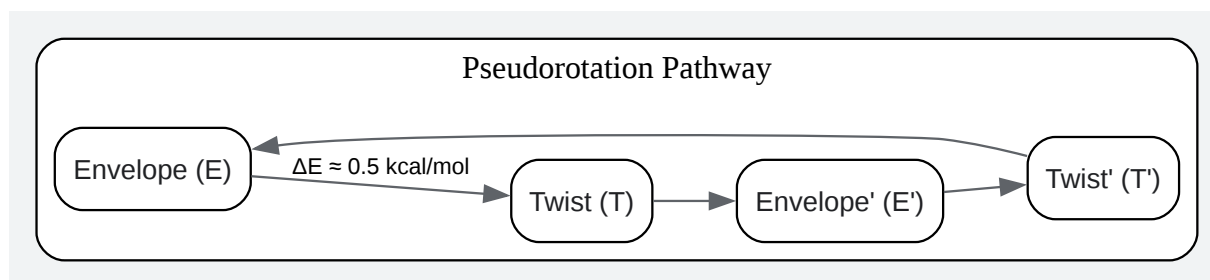 Pseudorotation Pathway
Envelope (E)
ΔE ≈ 0.5 kcal/mol
Twist (T)
Envelope' (E')
Twist' (T')